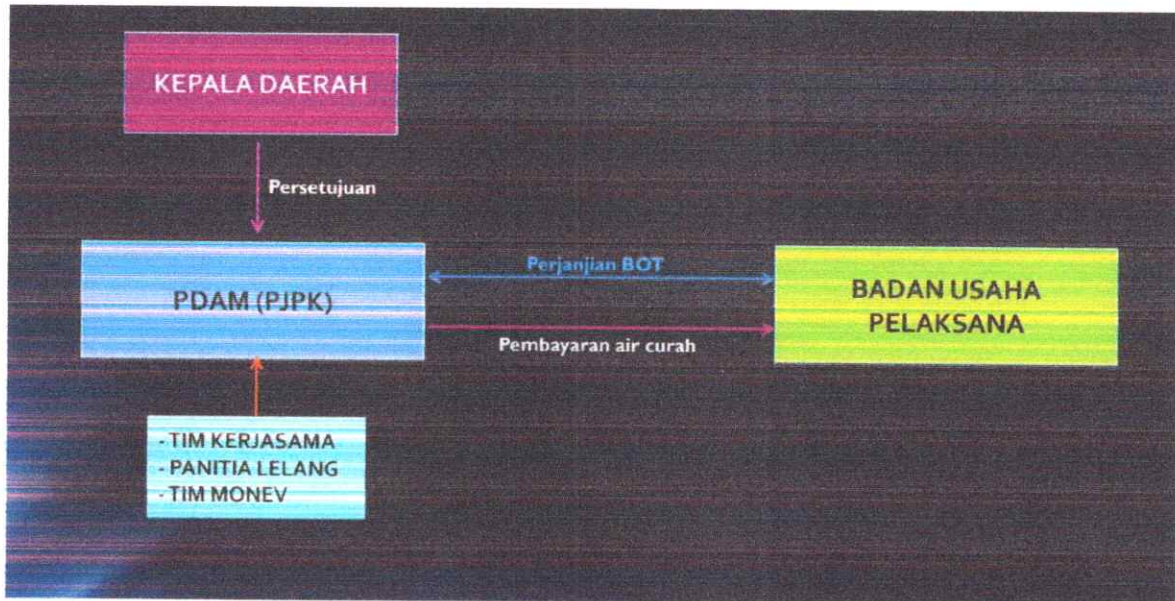 KEPALA DAERAH
Persetujuan
PDAM (PJPK)
Perjanjian BOT
Pembayaran air curah
BADAN USAHA
PELAKSANA
- TIM KERJASAMA
- PANITIA LELANG
- TIM MONEV